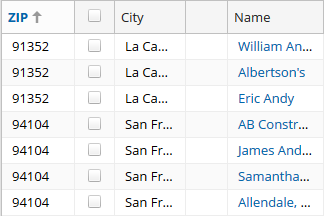 ZIP ↑ City Name
91352 La Ca... William An...
91352 La Ca... Albertson's
91352 La Ca... Eric Andy
94104 San Fr... AB Constr...
94104 San Fr... James And...
94104 San Fr... Samantha...
94104 San Fr... Allendale, ...